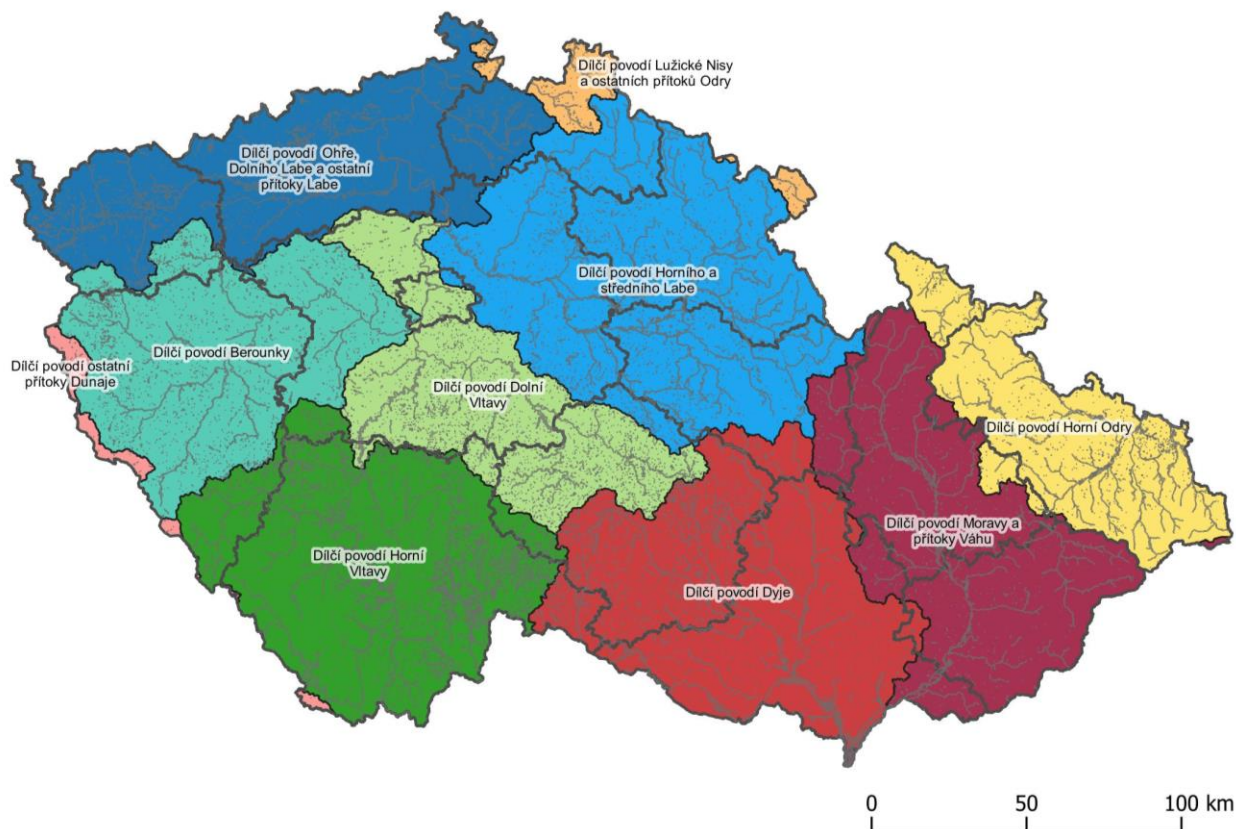 Dílčí povodí Lužické Nisy
a ostatních přítoků Odry
Dílčí povodí Ohře,
Dolního Labe a ostatní
přítoky Labe
Dílčí povodí Horního a
středního Labe
Dílčí povodí ostatní
přítoky Dunaje
Dílčí povodí Berounky
Dílčí povodí Dolní
Vltavy
Dílčí povodí Horní Odry
Dílčí povodí Moravy a
přítoky Váhu
Dílčí povodí Horní
Vltavy
Dílčí povodí Dyje
0 50 100 km